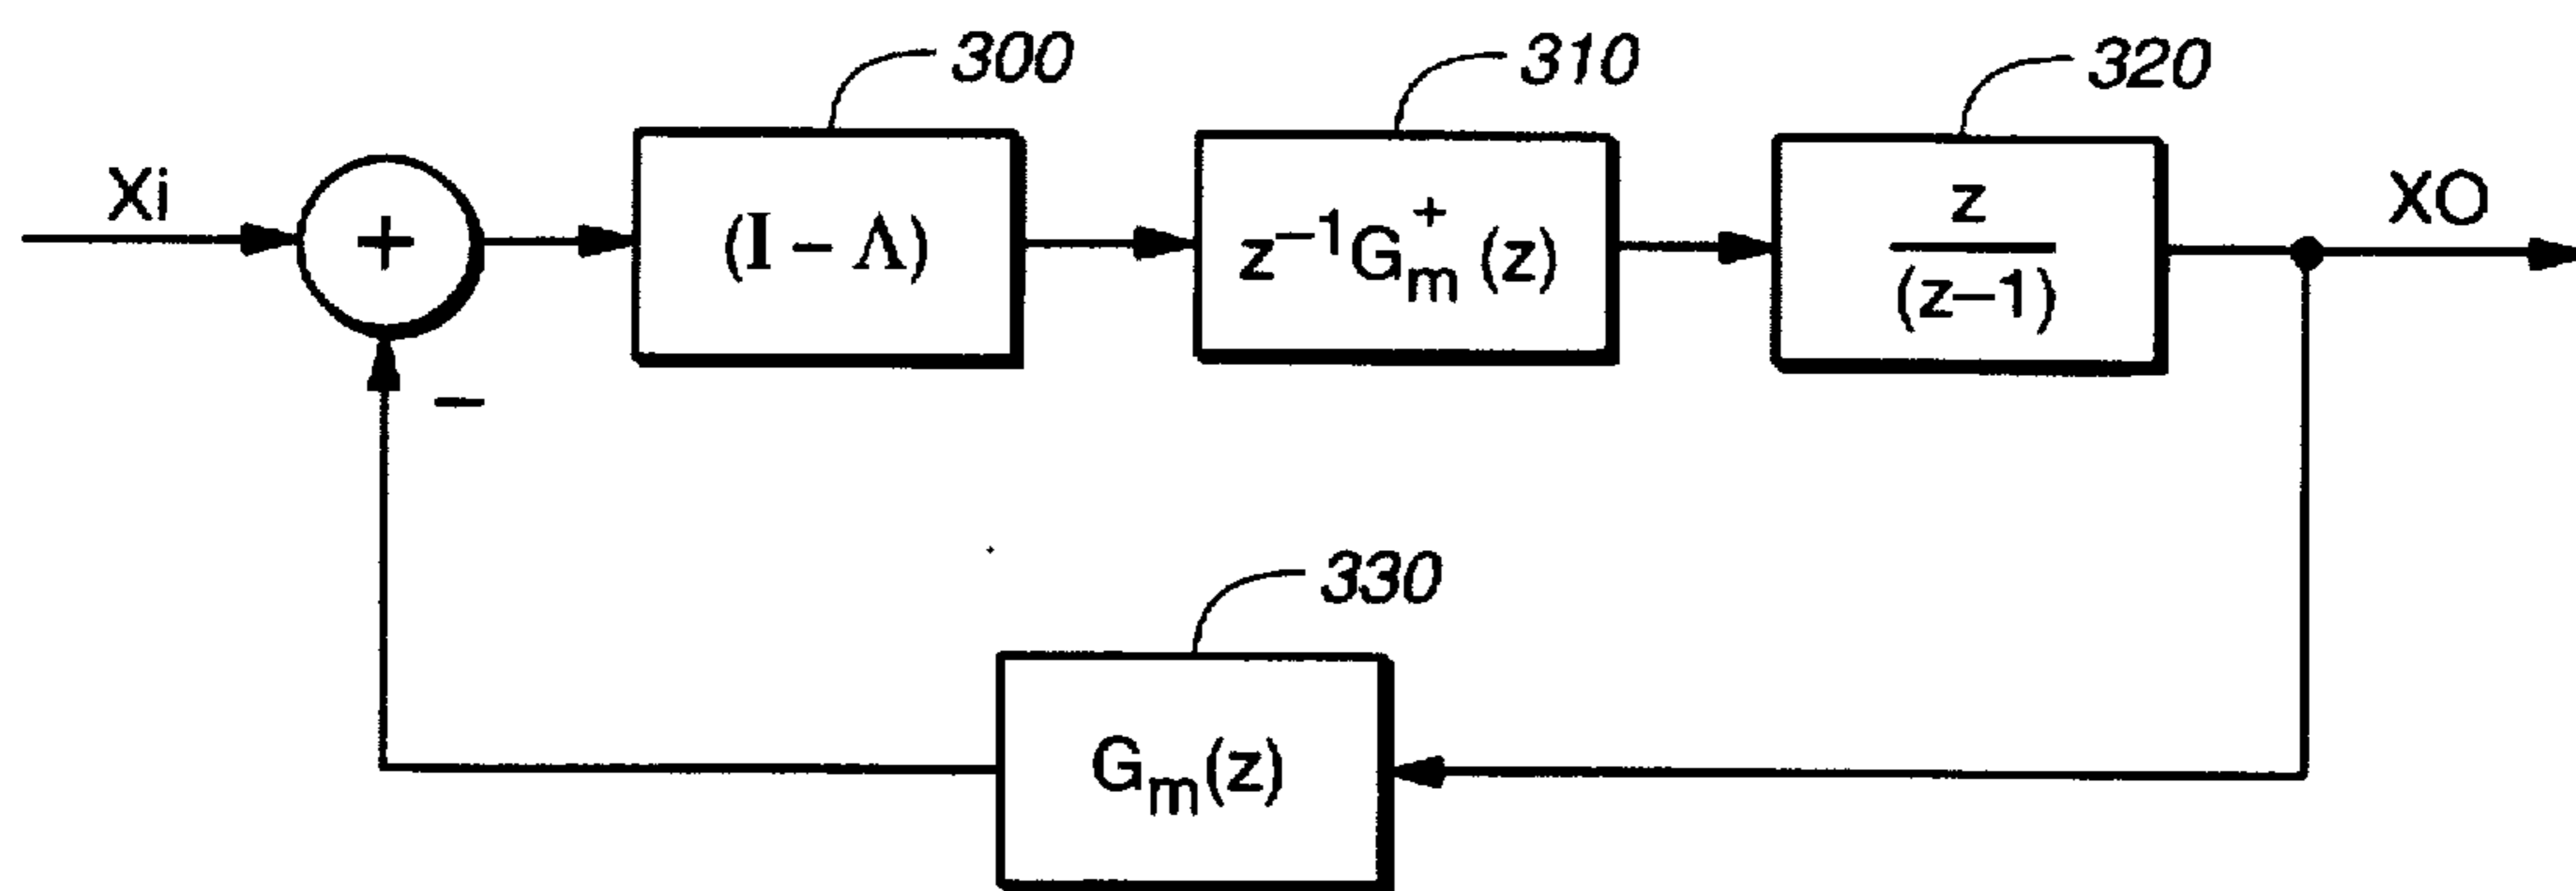 300
310
320
Xi
+
(I – Λ)
z⁻¹G⁺ₘ(z)
z
(z–1)
XO
–
330
Gₘ(z)